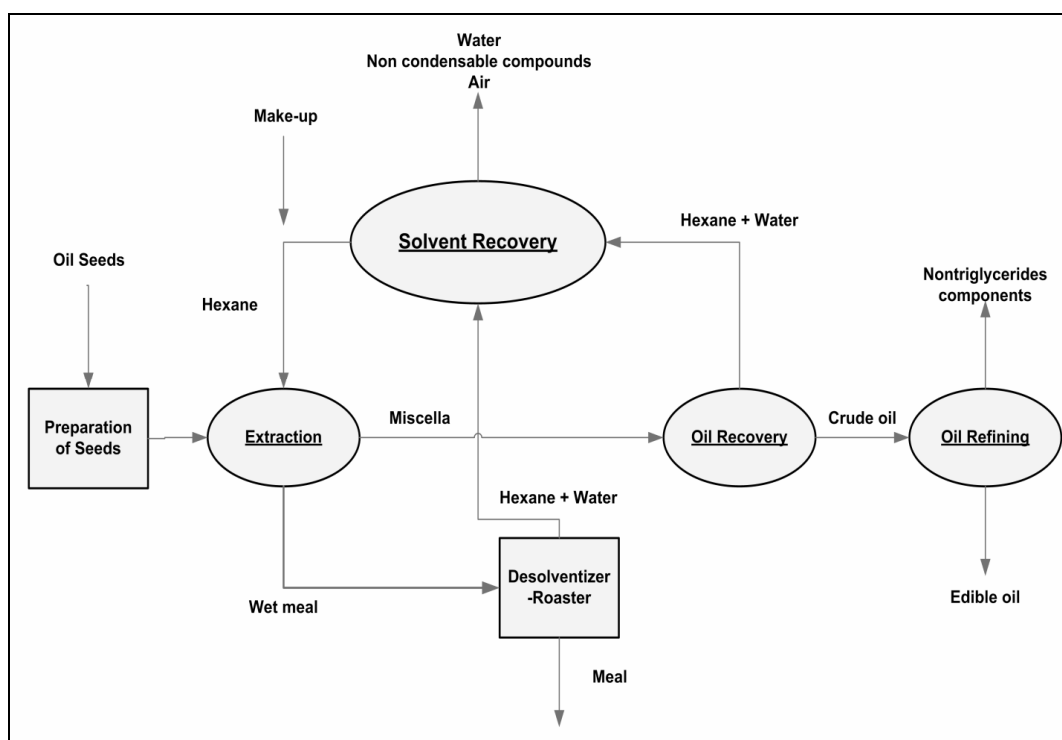 Water
Non condensable compounds
Air
Make-up
Solvent Recovery
Hexane + Water
Oil Seeds
Nontriglycerides
components
Hexane
Preparation
of Seeds
Extraction
Miscella
Oil Recovery
Crude oil
Oil Refining
Hexane + Water
Desolventizer
-Roaster
Wet meal
Edible oil
Meal